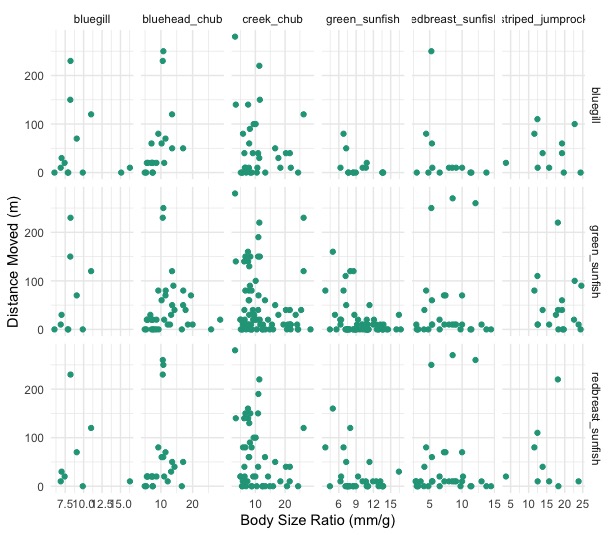 bluegill bluehead_chub creek_chub green_sunfish edbreast_sunfisl striped_jumprock
200
100
0
bluegill
200
100
0
green_sunfish
200
100
0
redbreast_sunfish
Distance Moved (m)
7.5 10.0 12.5 15.0 10 20 10 20 6 9 12 15 5 10 15 5 10 15 20 25
Body Size Ratio (mm/g)